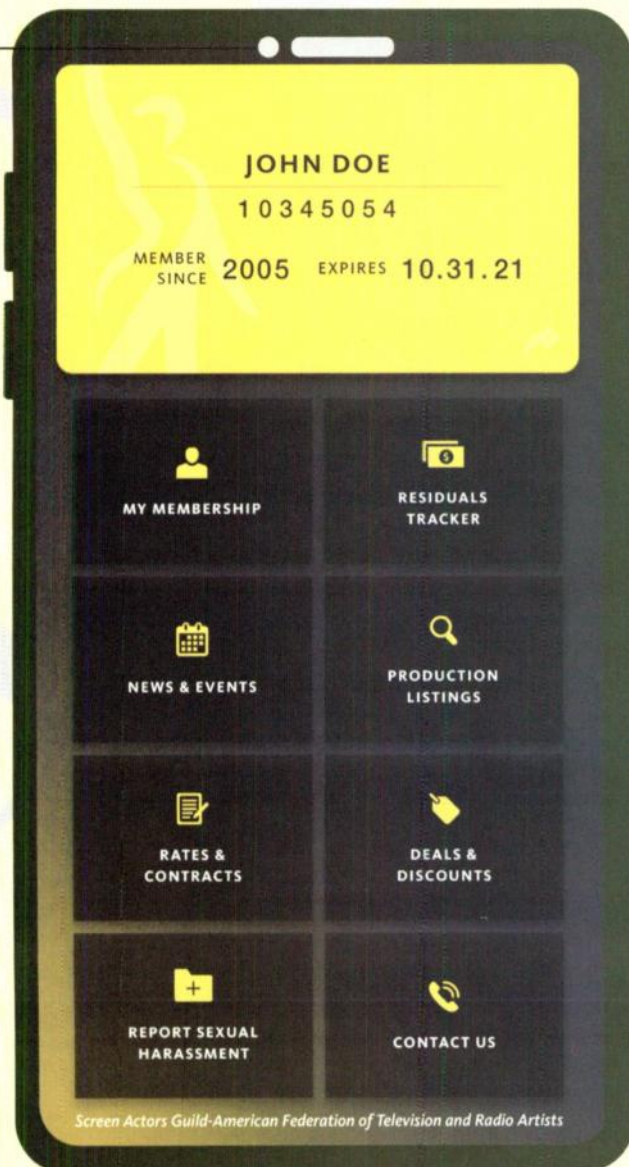 JOHN DOE
10345054
MEMBER
SINCE 2005 EXPIRES 10.31.21
MY MEMBERSHIP
RESIDUALS
TRACKER
NEWS & EVENTS
PRODUCTION
LISTINGS
RATES &
CONTRACTS
DEALS &
DISCOUNTS
REPORT SEXUAL
HARASSMENT
CONTACT US
Screen Actors Guild-American Federation of Television and Radio Artists